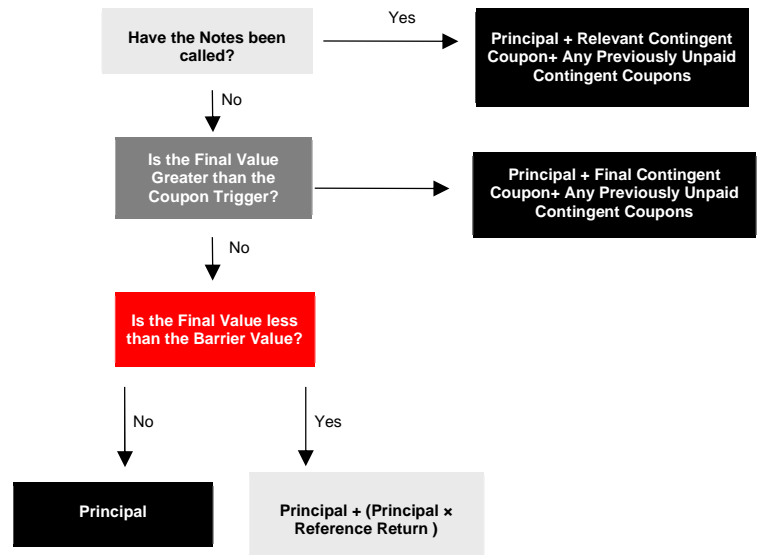 Have the Notes been
called?
Yes
Principal + Relevant Contingent
Coupon+ Any Previously Unpaid
Contingent Coupons
No
Is the Final Value
Greater than the
Coupon Trigger?
Principal + Final Contingent
Coupon+ Any Previously Unpaid
Contingent Coupons
No
Is the Final Value less
than the Barrier Value?
No
Yes
Principal
Principal + (Principal ×
Reference Return )